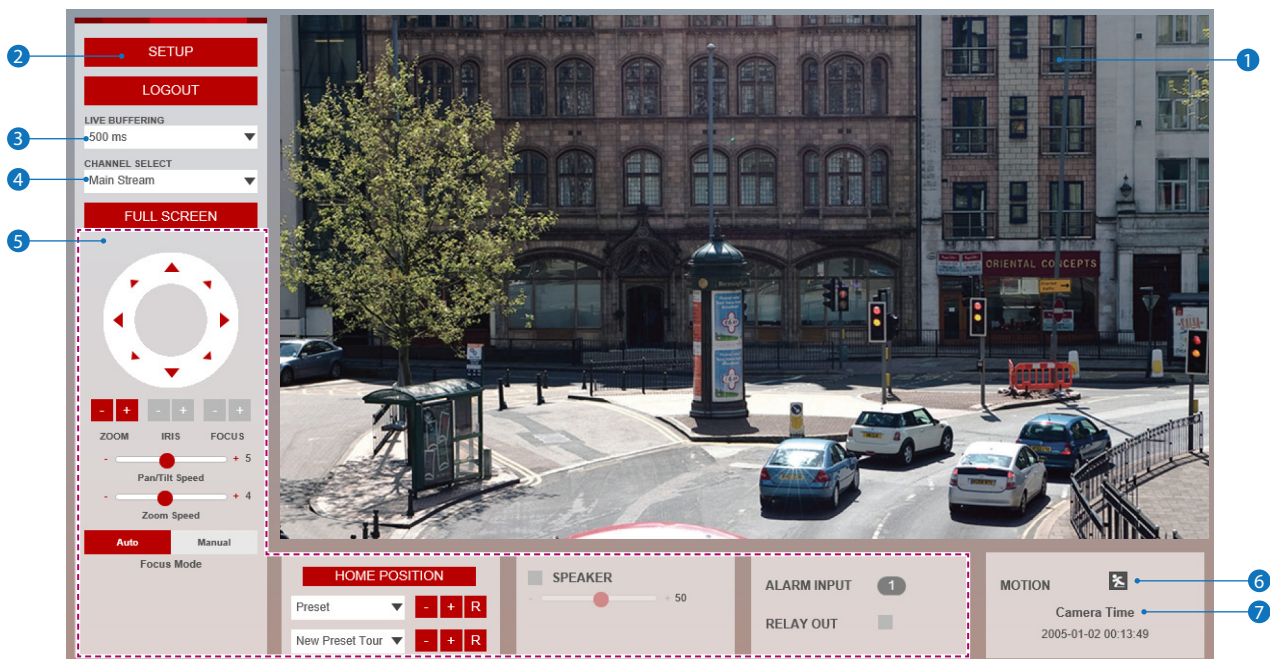 2
SETUP
LOGOUT
LIVE BUFFERING
3
500 ms
CHANNEL SELECT
4
Main Stream
FULL SCREEN
5
- + - + - +
ZOOM IRIS FOCUS
- + 5
Pan/Tilt Speed
- + 4
Zoom Speed
Auto Manual
Focus Mode
1
ORIENTAL CONCEPTS
HOME POSITION
Preset - + R
New Preset Tour - + R
SPEAKER
- + 50
ALARM INPUT 1
RELAY OUT
MOTION 6
Camera Time 7
2005-01-02 00:13:49